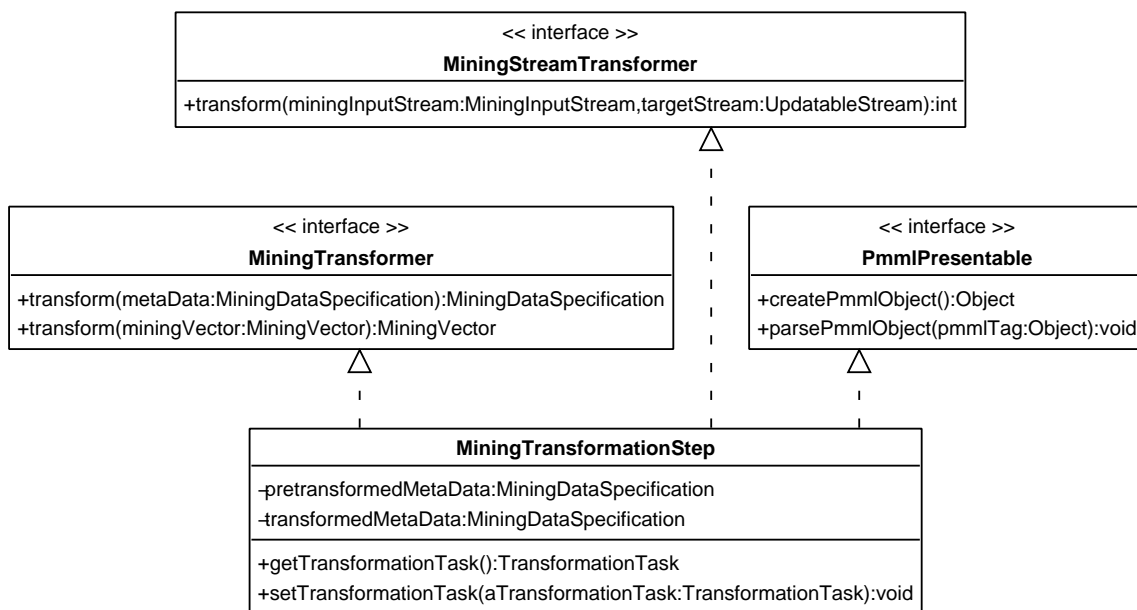 << interface >>
MiningStreamTransformer
+transform(miningInputStream:MiningInputStream,targetStream:UpdatableStream):int
<< interface >>
MiningTransformer
+transform(metaData:MiningDataSpecification):MiningDataSpecification
+transform(miningVector:MiningVector):MiningVector
<< interface >>
PmmlPresentable
+createPmmlObject():Object
+parsePmmlObject(pmmlTag:Object):void
MiningTransformationStep
-pretransformedMetaData:MiningDataSpecification
-transformedMetaData:MiningDataSpecification
+getTransformationTask():TransformationTask
+setTransformationTask(aTransformationTask:TransformationTask):void